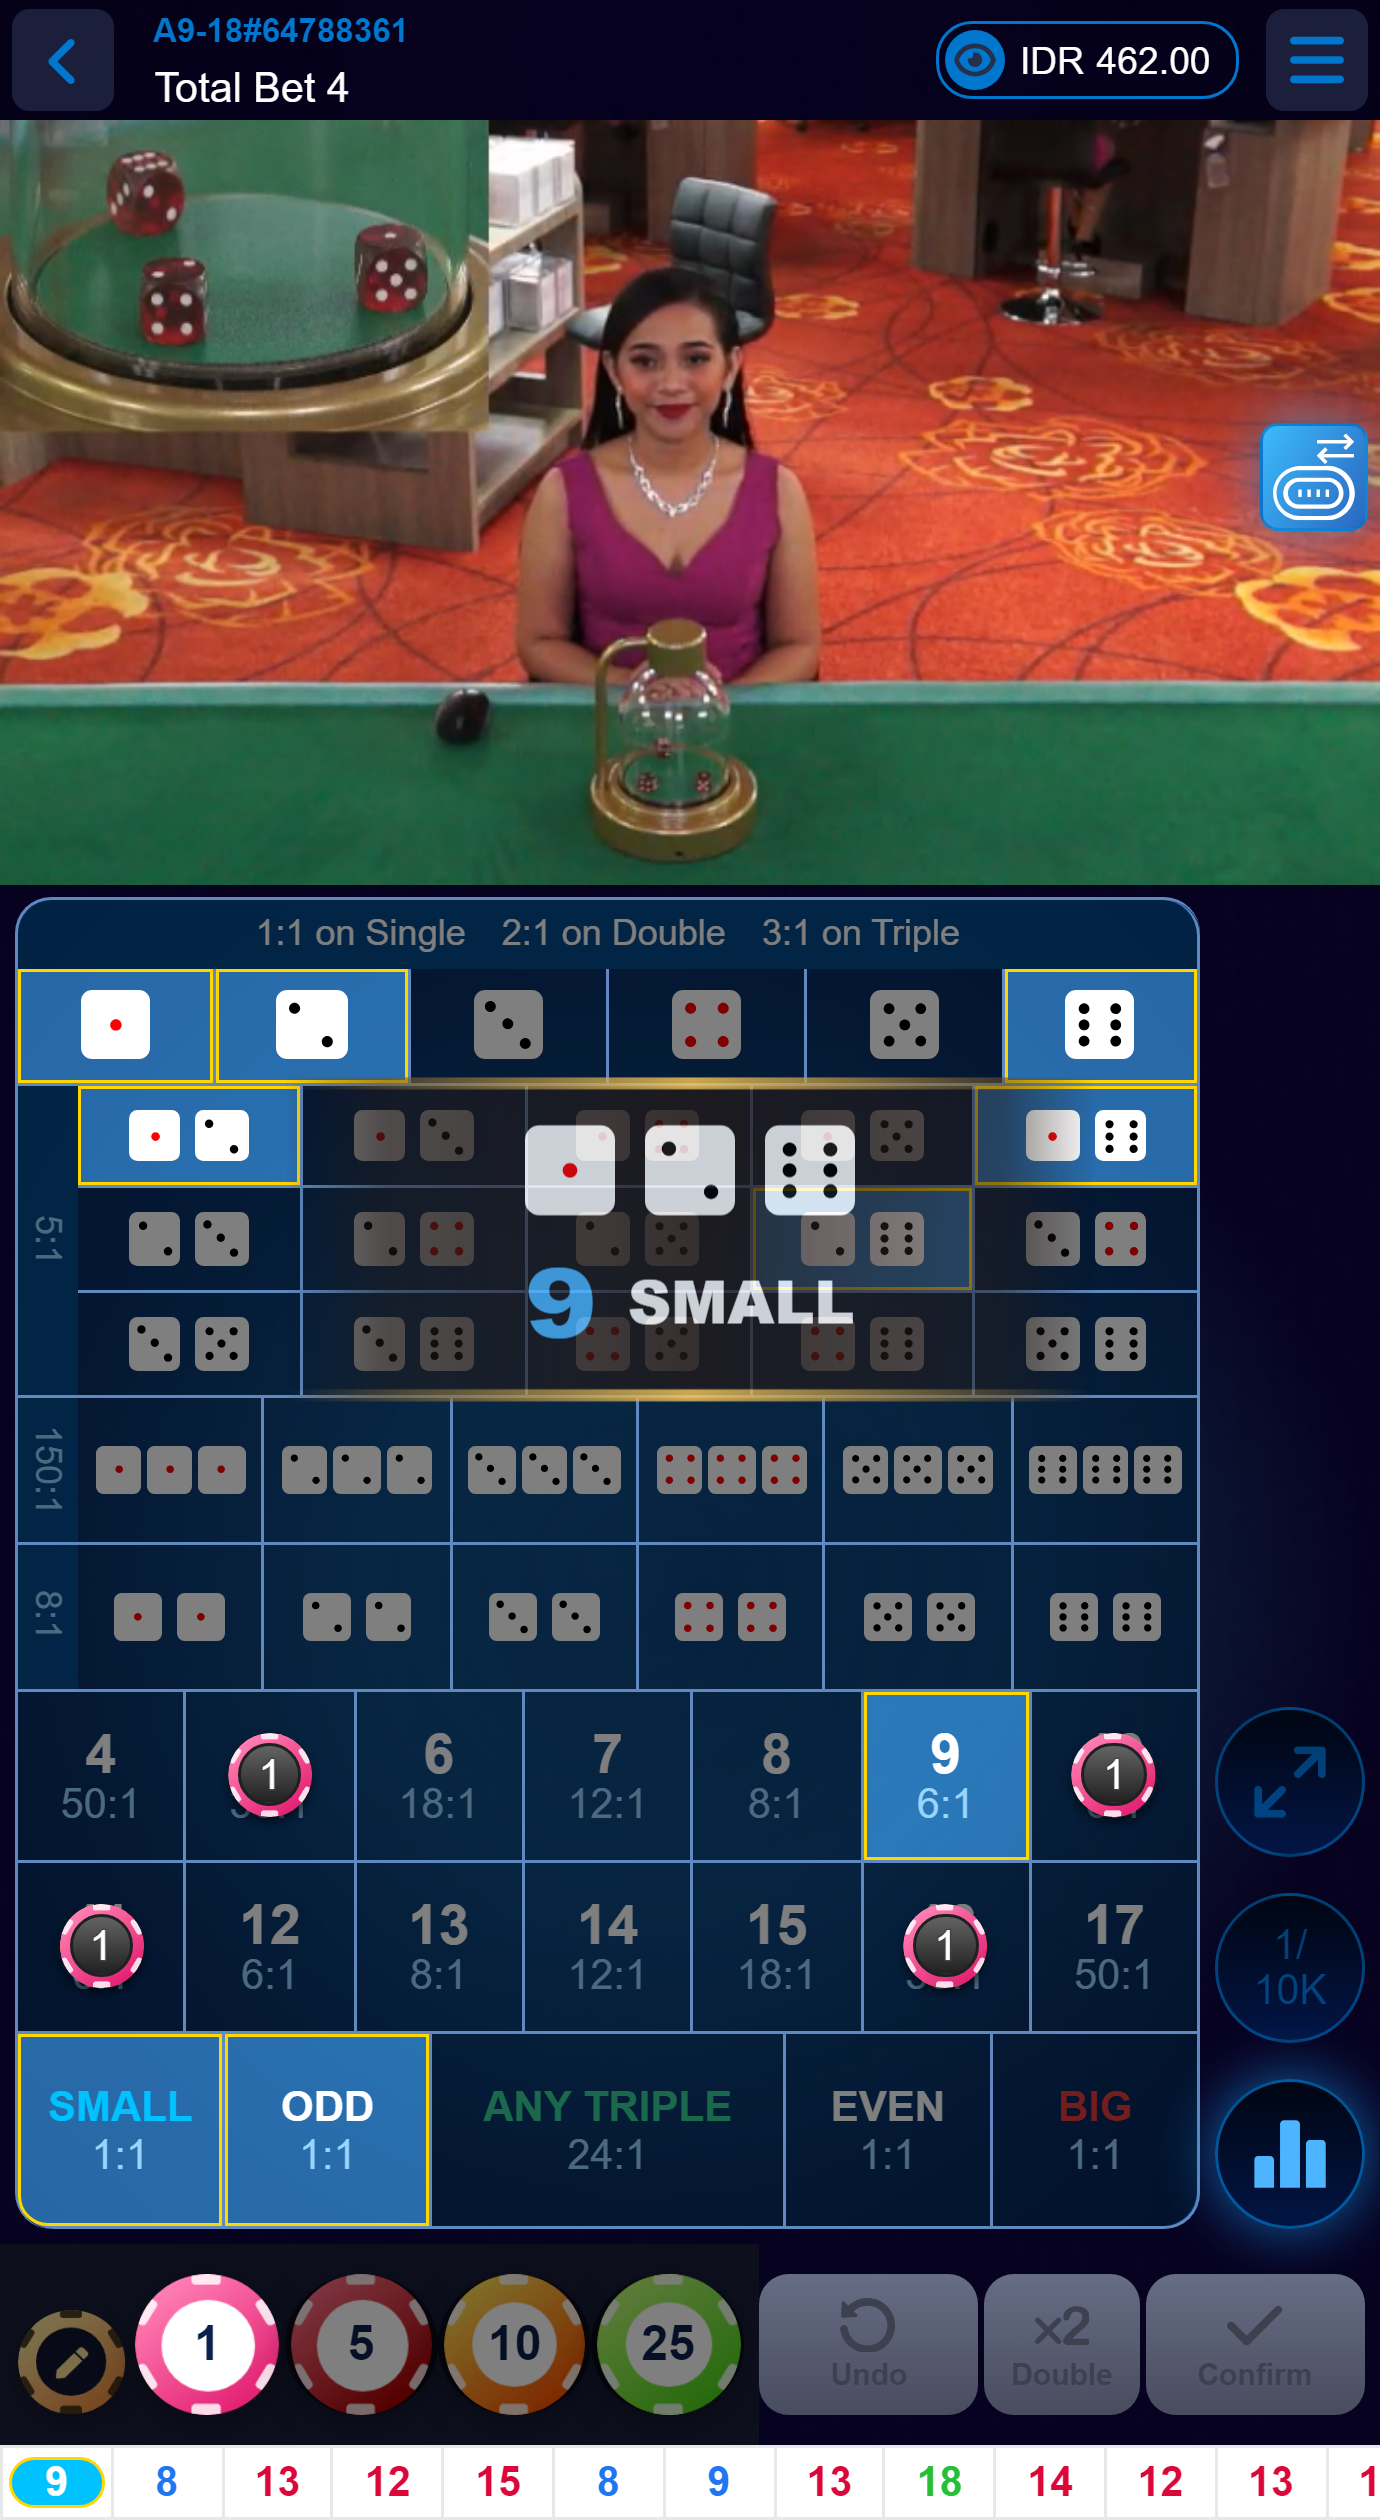 A9-18#64788361
Total Bet 4
IDR 462.00
1:1 on Single 2:1 on Double 3:1 on Triple
5:1
9 SMALL
150:1
8:1
4 1 6 7 8 9 1
50:1 18:1 12:1 8:1 6:1
1 12 13 14 15 1 17
6:1 8:1 12:1 18:1 50:1
1/
10K
SMALL ODD ANY TRIPLE EVEN BIG
1:1 1:1 24:1 1:1 1:1
1 5 10 25
x2
Undo Double Confirm
9 8 13 12 15 8 9 13 18 14 12 13